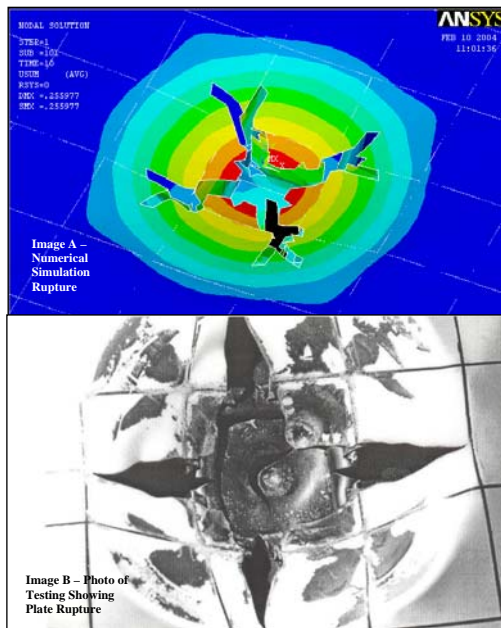 NODAL SOLUTION
STEP=1
SUB =101
TIME=10
USUM (AVG)
RSYS=0
DMX =.255977
SMX =.255977
ANSYS
FEB 10 2004
11:01:36
MX
Image A –
Numerical
Simulation
Rupture
Image B – Photo of
Testing Showing
Plate Rupture